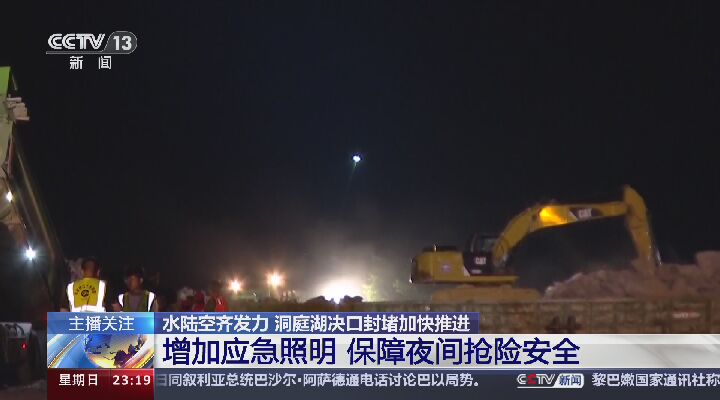 CCTV 13
新闻
CAT
CAT
主播关注
水陆空齐发力 洞庭湖决口封堵加快推进
增加应急照明 保障夜间抢险安全
星期日 23:19
日同叙利亚总统巴沙尔·阿萨德通电话讨论巴以局势。 CCTV 新闻 黎巴嫩国家通讯社称